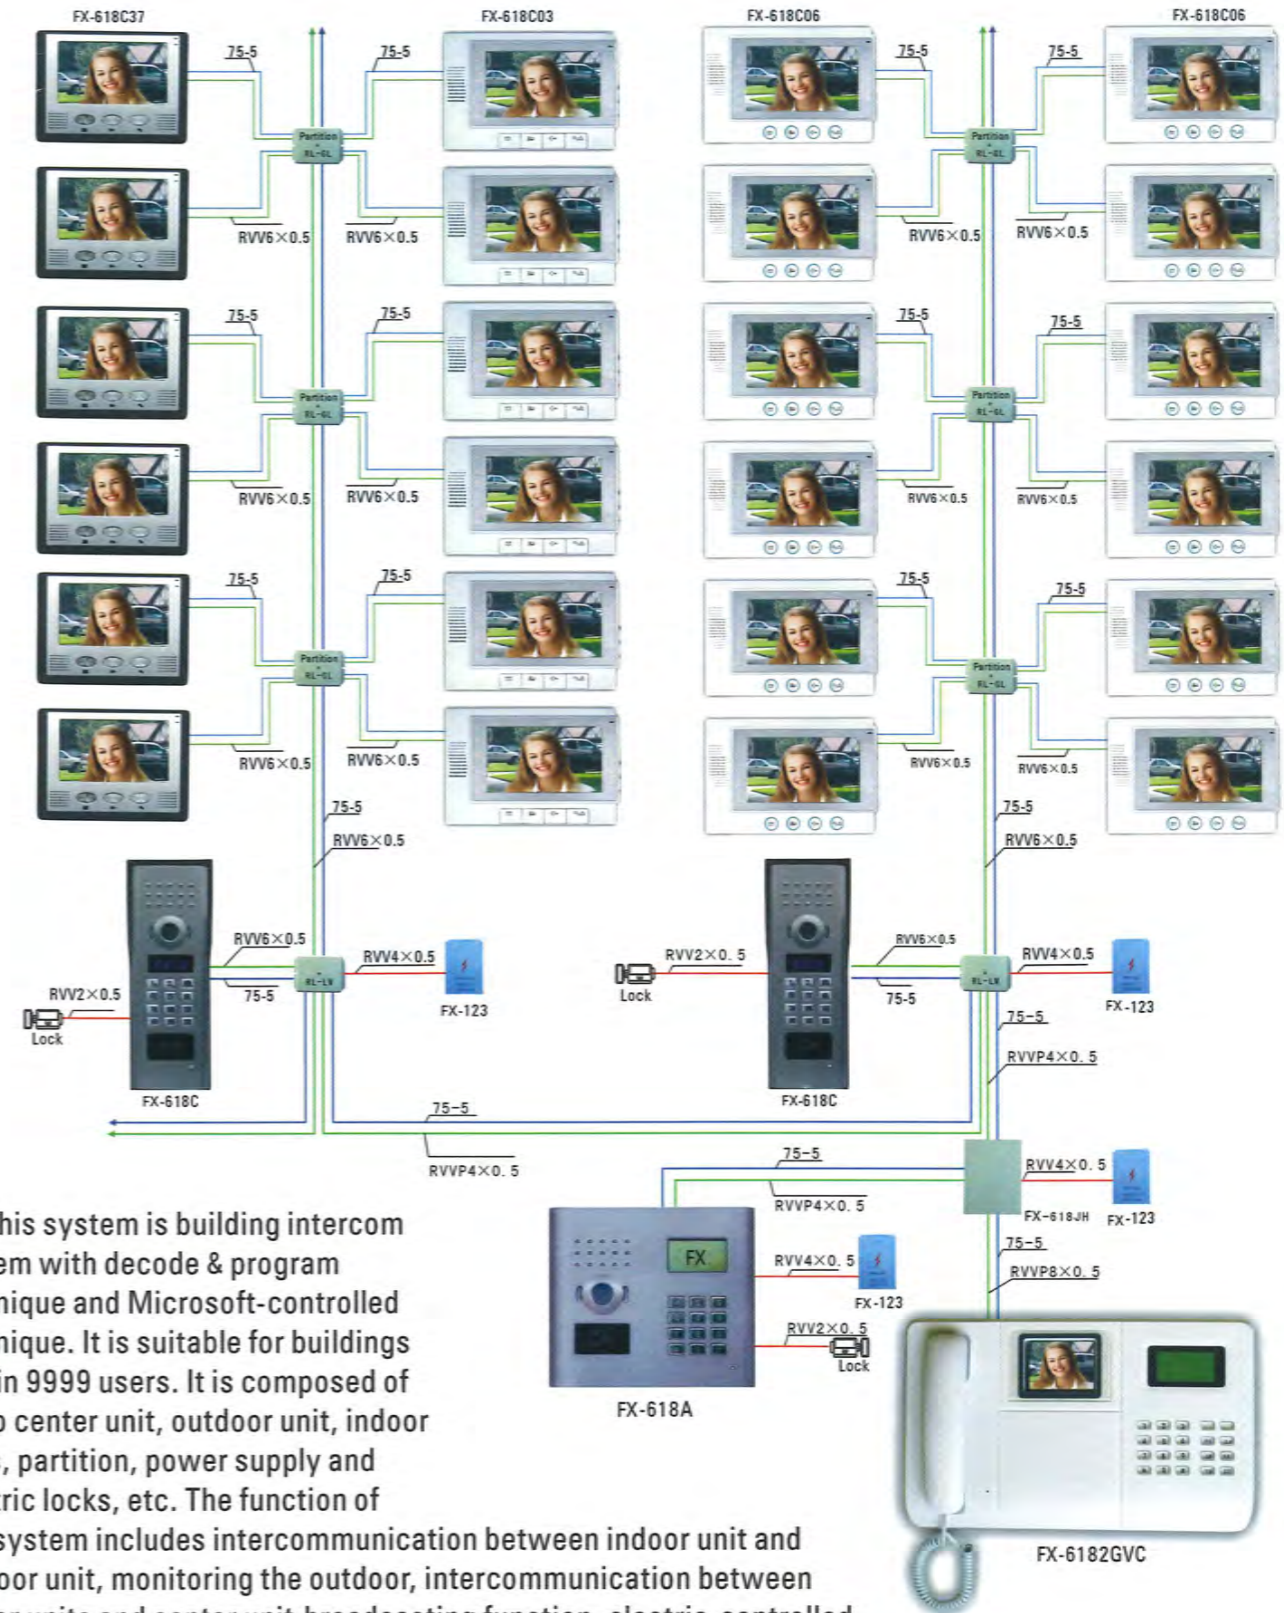 FX-618C37 FX-618C03 FX-618C06 FX-618C06
75-5 75-5 75-5 75-5
Partition RL-GL Partition RL-GL
RVV6×0.5 RVV6×0.5 RVV6×0.5 RVV6×0.5
75-5 75-5 75-5 75-5
Partition RL-GL Partition RL-GL
RVV6×0.5 RVV6×0.5 RVV6×0.5 RVV6×0.5
75-5 75-5 75-5 75-5
Partition RL-GL Partition RL-GL
RVV6×0.5 RVV6×0.5 RVV6×0.5 RVV6×0.5
75-5 75-5
RVV6×0.5 RVV6×0.5
RVV6×0.5 RVV4×0.5 RVV2×0.5 RVV6×0.5 RVV4×0.5
RL-LW RL-LW
RVV2×0.5 75-5 FX-123 Lock 75-5 FX-123
Lock 75-5
RVVP4×0.5
FX-618C FX-618C
75-5
RVVP4×0.5
75-5 RVV4×0.5
RVVP4×0.5 FX-618JH FX-123
75-5
RVVP8×0.5
FX RVV4×0.5
FX-123
RVV2×0.5
Lock
FX-618A
FX-6182GVC
his system is building intercom
em with decode & program
nique and Microsoft-controlled
nique. It is suitable for buildings
in 9999 users. It is composed of
o center unit, outdoor unit, indoor
, partition, power supply and
tric locks, etc. The function of
system includes intercommunication between indoor unit and
oor unit, monitoring the outdoor, intercommunication between